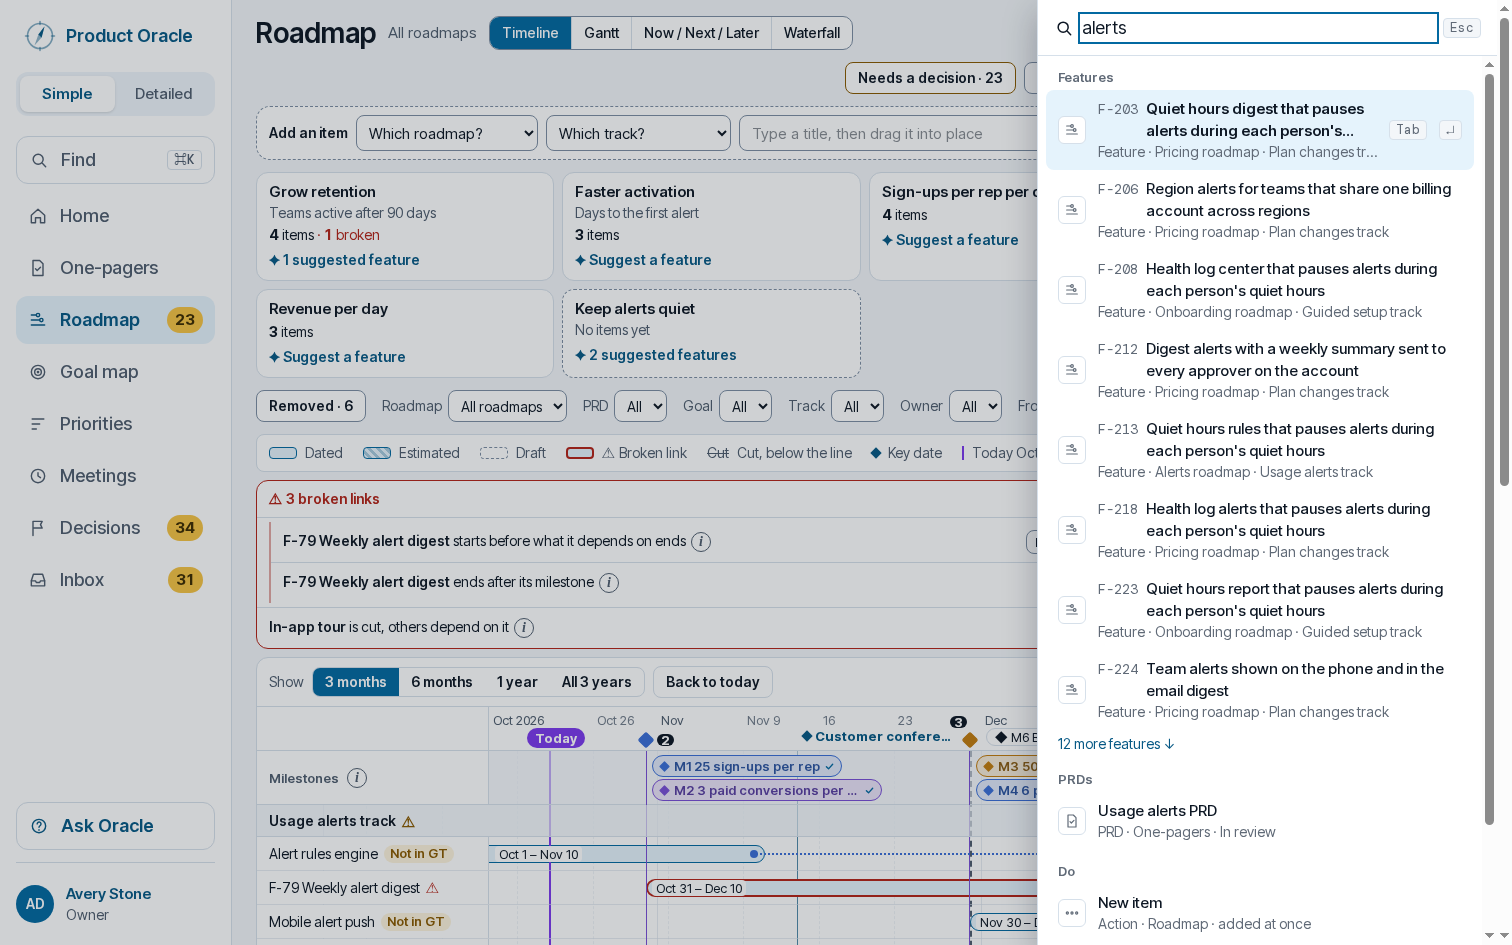 Product Oracle
Simple
Detailed
Find
⌘K
Home
One-pagers
Roadmap
23
Goal map
Priorities
Meetings
Decisions
34
Inbox
31
Ask Oracle
AD
Avery Stone
Owner
Roadmap
All roadmaps
Timeline
Gantt
Now / Next / Later
Waterfall
Needs a decision · 23
Add an item
Which roadmap?
Which track?
Type a title, then drag it into place
Grow retention
Teams active after 90 days
4 items · 1 broken
✦ 1 suggested feature
Faster activation
Days to the first alert
3 items
✦ Suggest a feature
Sign-ups per rep per
4 items
✦ Suggest a feature
Revenue per day
3 items
✦ Suggest a feature
Keep alerts quiet
No items yet
✦ 2 suggested features
Removed · 6
Roadmap
All roadmaps
PRD
All
Goal
All
Track
All
Owner
All
Dated
Estimated
Draft
⚠ Broken link
Cut Cut, below the line
Key date
Today Oct
⚠ 3 broken links
F-79 Weekly alert digest starts before what it depends on ends i
F-79 Weekly alert digest ends after its milestone i
In-app tour is cut, others depend on it i
Show
3 months
6 months
1 year
All 3 years
Back to today
Oct 2026
Oct 26
Nov
Nov 9
16
23
3
Dec
Today
2
Customer confere…
M6
Milestones i
M1 25 sign-ups per rep ✓
M3 50
M2 3 paid conversions per … ✓
M4 6
Usage alerts track ⚠
Alert rules engine
Not in GT
Oct 1 – Nov 10
F-79 Weekly alert digest ⚠
Oct 31 – Dec 10
Mobile alert push
Not in GT
Nov 30 –
alerts
Esc
Features
F-203 Quiet hours digest that pauses
alerts during each person's…
Tab
↵
Feature · Pricing roadmap · Plan changes tr…
F-206 Region alerts for teams that share one billing
account across regions
Feature · Pricing roadmap · Plan changes track
F-208 Health log center that pauses alerts during
each person's quiet hours
Feature · Onboarding roadmap · Guided setup track
F-212 Digest alerts with a weekly summary sent to
every approver on the account
Feature · Pricing roadmap · Plan changes track
F-213 Quiet hours rules that pauses alerts during
each person's quiet hours
Feature · Alerts roadmap · Usage alerts track
F-218 Health log alerts that pauses alerts during
each person's quiet hours
Feature · Pricing roadmap · Plan changes track
F-223 Quiet hours report that pauses alerts during
each person's quiet hours
Feature · Onboarding roadmap · Guided setup track
F-224 Team alerts shown on the phone and in the
email digest
Feature · Pricing roadmap · Plan changes track
12 more features ↓
PRDs
Usage alerts PRD
PRD · One-pagers · In review
Do
New item
Action · Roadmap · added at once